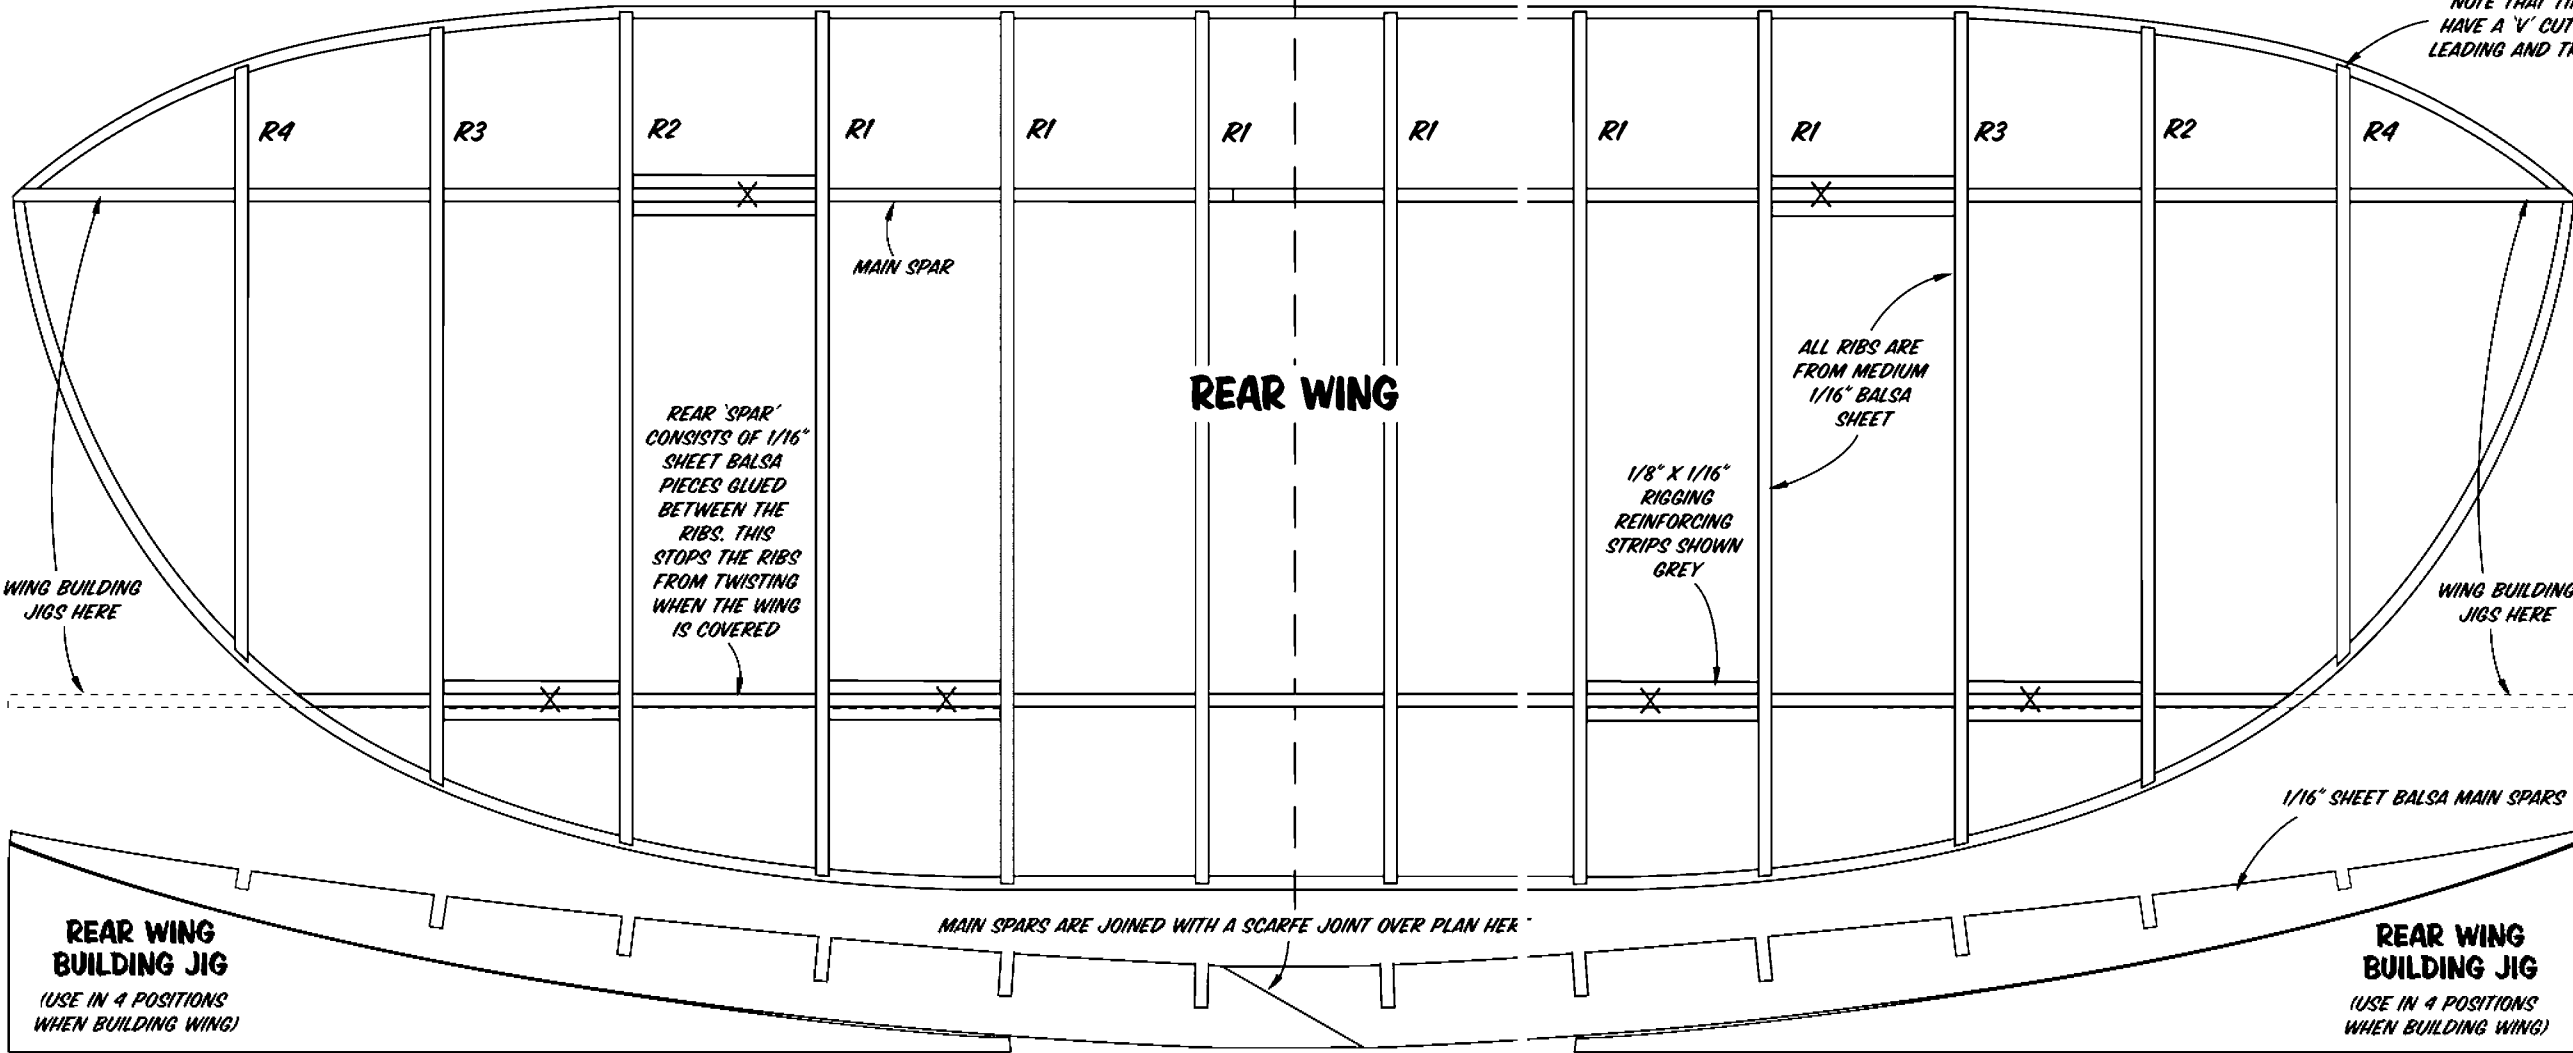 NOTE THAT
HAVE A 'V' CUT
LEADING AND
R4 R3 R2 R1 R1 R1 R1 R1 R1 R3 R2 R4
MAIN SPAR
REAR WING
ALL RIBS ARE
FROM MEDIUM
1/16" BALSA
SHEET
REAR 'SPAR'
CONSISTS OF 1/16"
SHEET BALSA
PIECES GLUED
BETWEEN THE
RIBS. THIS
STOPS THE RIBS
FROM TWISTING
WHEN THE WING
IS COVERED
1/8" X 1/16"
RIGGING
REINFORCING
STRIPS SHOWN
GREY
WING BUILDING
JIGS HERE
WING BUILDING
JIGS HERE
1/16" SHEET BALSA MAIN SPARS
MAIN SPARS ARE JOINED WITH A SCARFE JOINT OVER PLAN HER
REAR WING
BUILDING JIG
(USE IN 4 POSITIONS
WHEN BUILDING WING)
REAR WING
BUILDING JIG
(USE IN 4 POSITIONS
WHEN BUILDING WING)